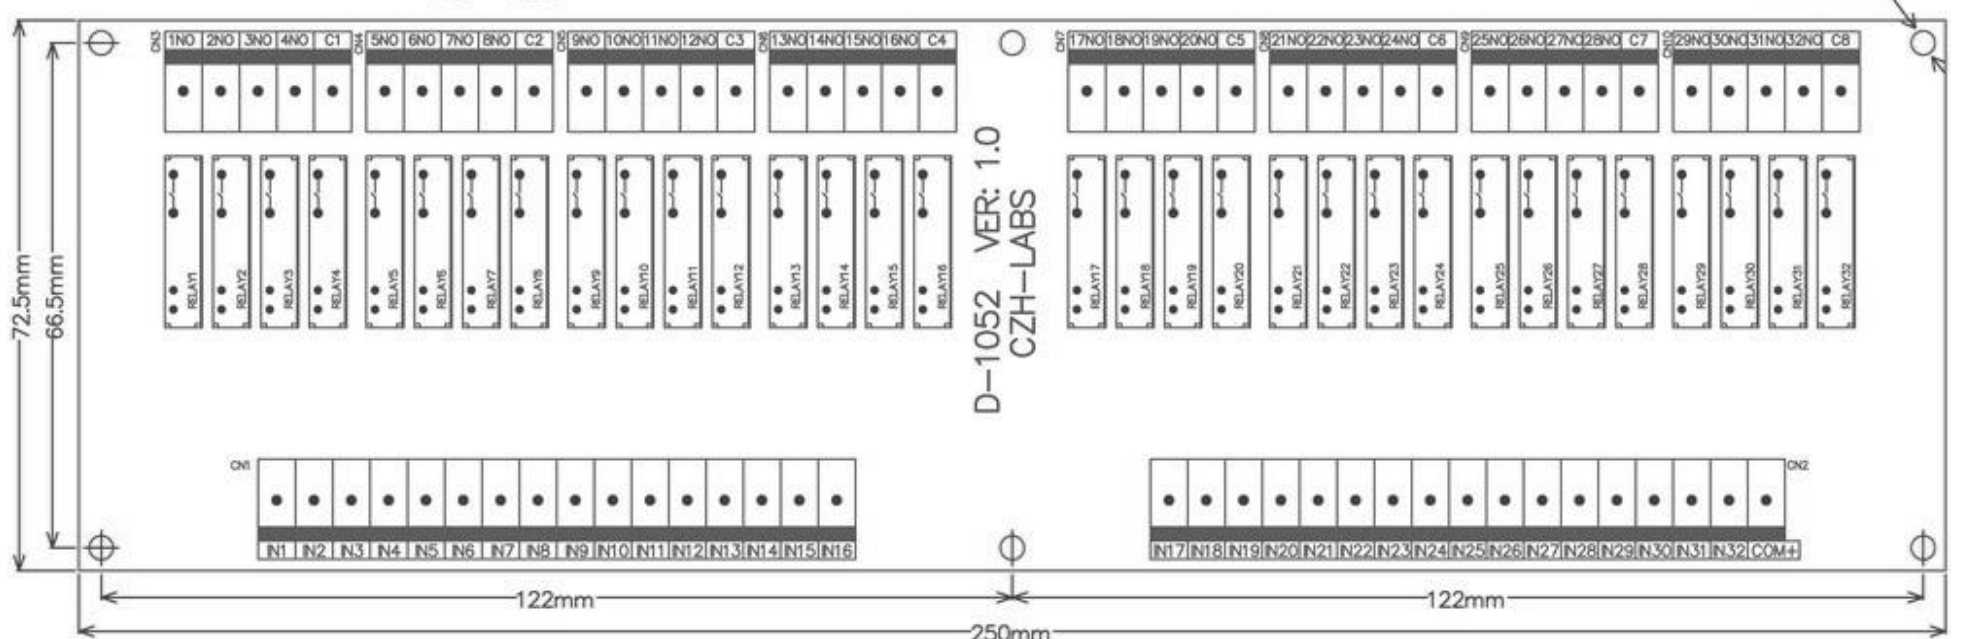 CN3 1NO 2NO 3NO 4NO C1 CN4 5NO 6NO 7NO 8NO C2 CN5 9NO 10NO 11NO 12NO C3 CN6 13NO 14NO 15NO 16NO C4 CN7 17NO 18NO 19NO 20NO C5 CN8 21NO 22NO 23NO 24NO C6 CN9 25NO 26NO 27NO 28NO C7 CN10 29NO 30NO 31NO 32NO C8
RELAY1 RELAY2 RELAY3 RELAY4 RELAY5 RELAY6 RELAY7 RELAY8 RELAY9 RELAY10 RELAY11 RELAY12 RELAY13 RELAY14 RELAY15 RELAY16
D-1052 VER: 1.0
CZH-LABS
RELAY17 RELAY18 RELAY19 RELAY20 RELAY21 RELAY22 RELAY23 RELAY24 RELAY25 RELAY26 RELAY27 RELAY28 RELAY29 RELAY30 RELAY31 RELAY32
72.5mm
66.5mm
CN1
CN2
IN1 IN2 IN3 IN4 IN5 IN6 IN7 IN8 IN9 IN10 IN11 IN12 IN13 IN14 IN15 IN16
IN17 IN18 IN19 IN20 IN21 IN22 IN23 IN24 IN25 IN26 IN27 IN28 IN29 IN30 IN31 IN32 COM+
122mm
122mm
250mm